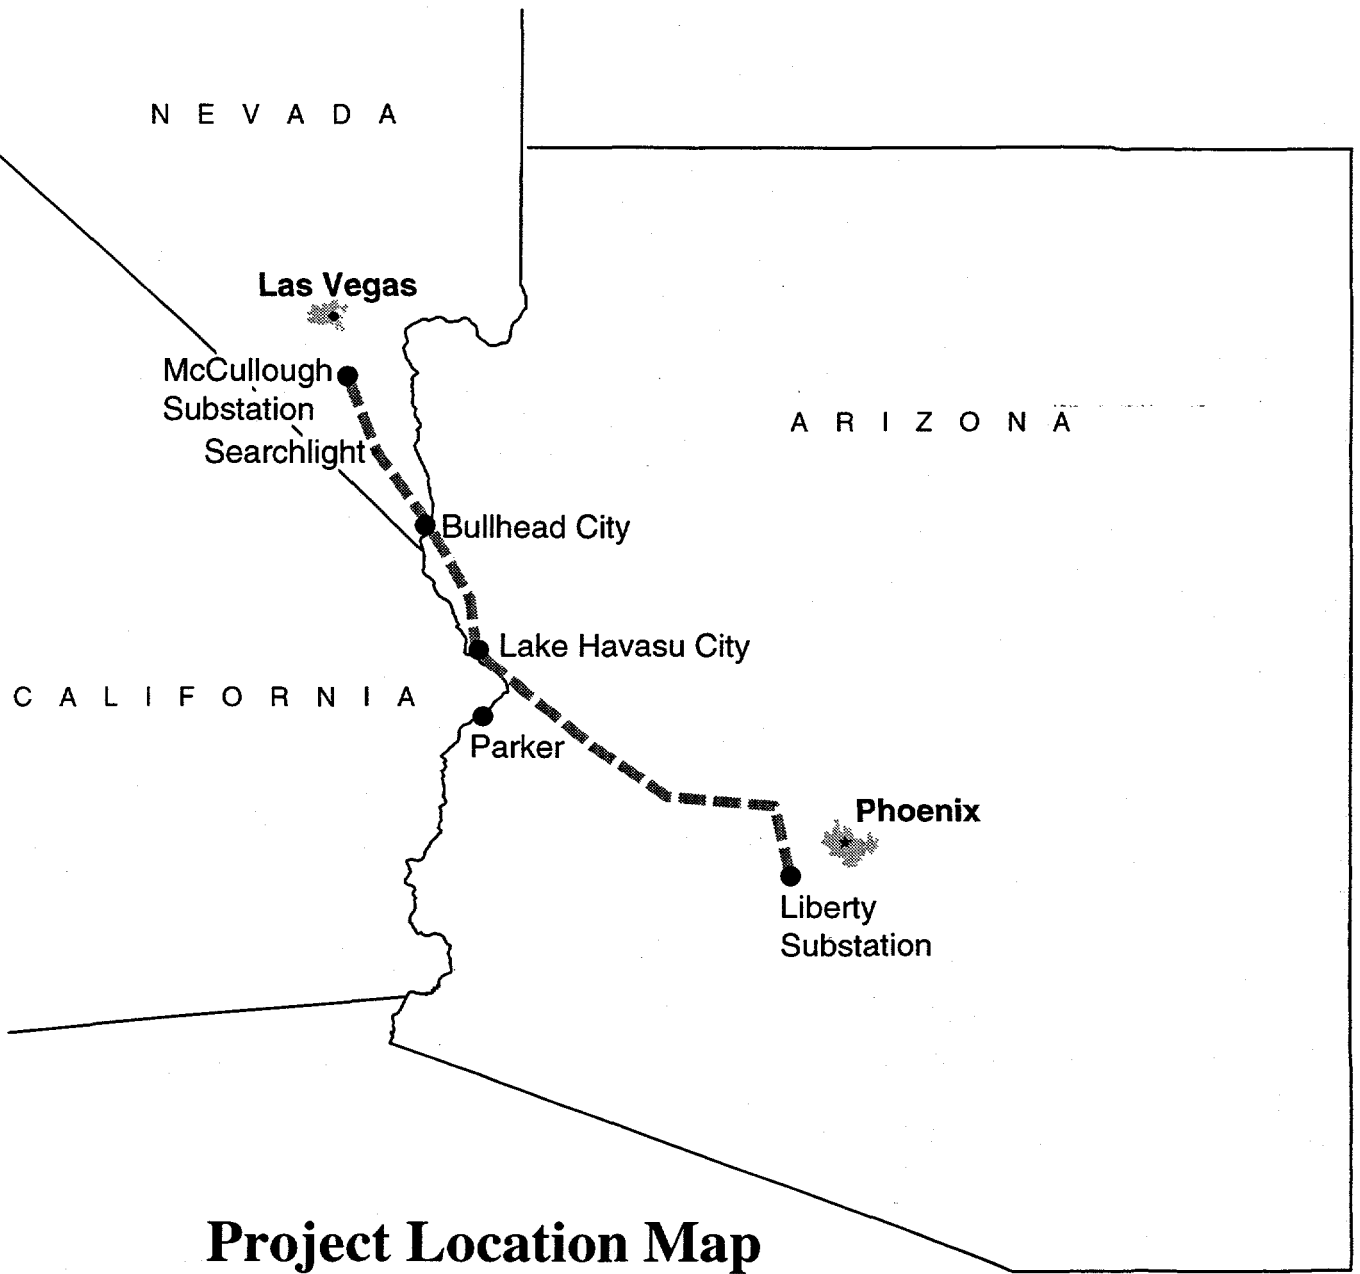 N E V A D A
Las Vegas
McCullough
Substation
Searchlight
A R I Z O N A
Bullhead City
Lake Havasu City
C A L I F O R N I A
Parker
Phoenix
Liberty
Substation
Project Location Map